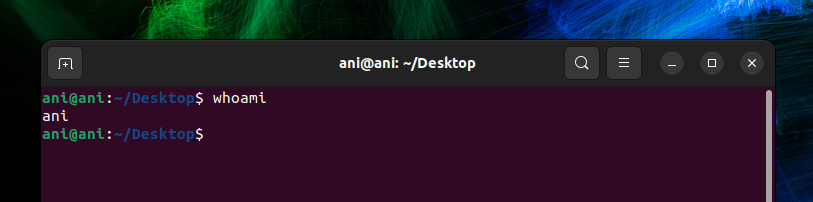 ani@ani: ~/Desktop
ani@ani:~/Desktop$ whoami
ani
ani@ani:~/Desktop$